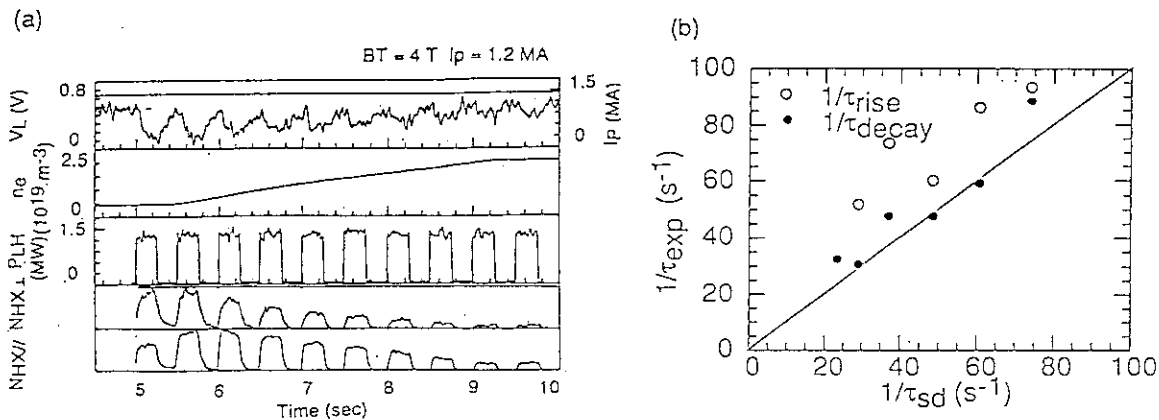 (a)
BT = 4 T Ip = 1.2 MA
VL (V)
0.8
0
1.5
0
Ip (MA)
ne (10^19 m^-3)
2.5
0
PLH (MW)
1.5
0
NHX⊥
NHX//
5 6 7 8 9 10
Time (sec)
(b)
1/τexp (s^-1)
100
80
60
40
20
0
○ 1/τrise
● 1/τdecay
0 20 40 60 80 100
1/τsd (s^-1)